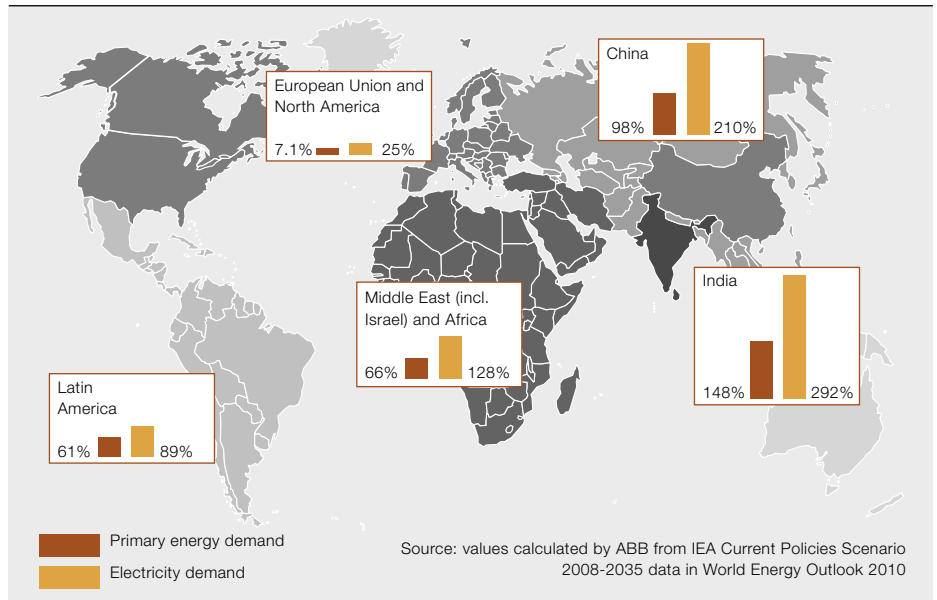 European Union and
North America
7.1% 25%
China
98% 210%
Middle East (incl.
Israel) and Africa
66% 128%
India
148% 292%
Latin
America
61% 89%
Primary energy demand
Electricity demand
Source: values calculated by ABB from IEA Current Policies Scenario
2008-2035 data in World Energy Outlook 2010